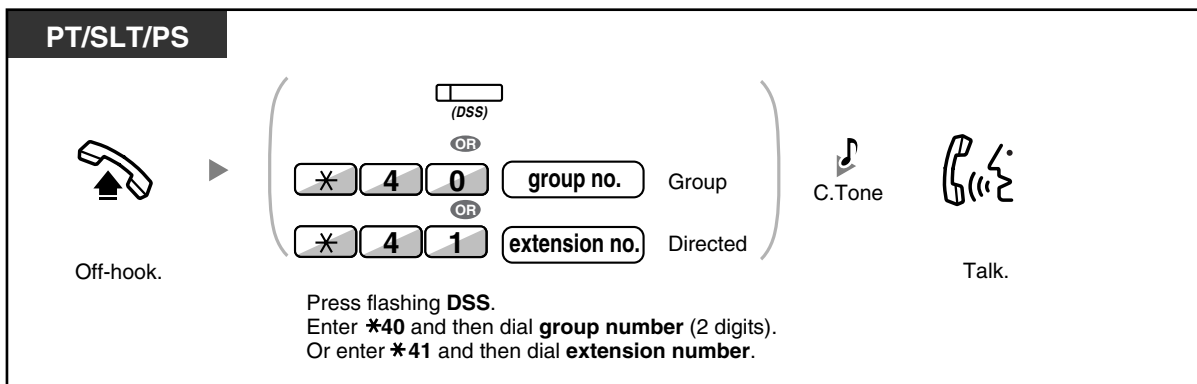 PT/SLT/PS
(DSS)
OR
✳ 4 0 group no. Group
OR
✳ 4 1 extension no. Directed
C.Tone
Off-hook.
Talk.
Press flashing DSS.
Enter ✳40 and then dial group number (2 digits).
Or enter ✳41 and then dial extension number.